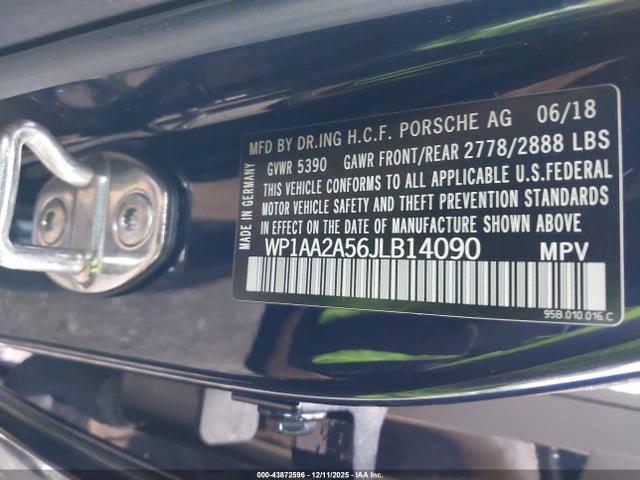 MFD BY DR.ING H.C.F. PORSCHE AG 06/18
GVWR 5390 GAWR FRONT/REAR 2778/2888 LBS
THIS VEHICLE CONFORMS TO ALL APPLICABLE U.S.FEDERAL
MOTOR VEHICLE SAFETY AND THEFT PREVENTION STANDARDS
IN EFFECT ON THE DATE OF MANUFACTURE SHOWN ABOVE
WP1AA2A56JLB14090 MPV
MADE IN GERMANY
95B.010.016.C
000-43872596 - 12/11/2025 - IAA Inc.